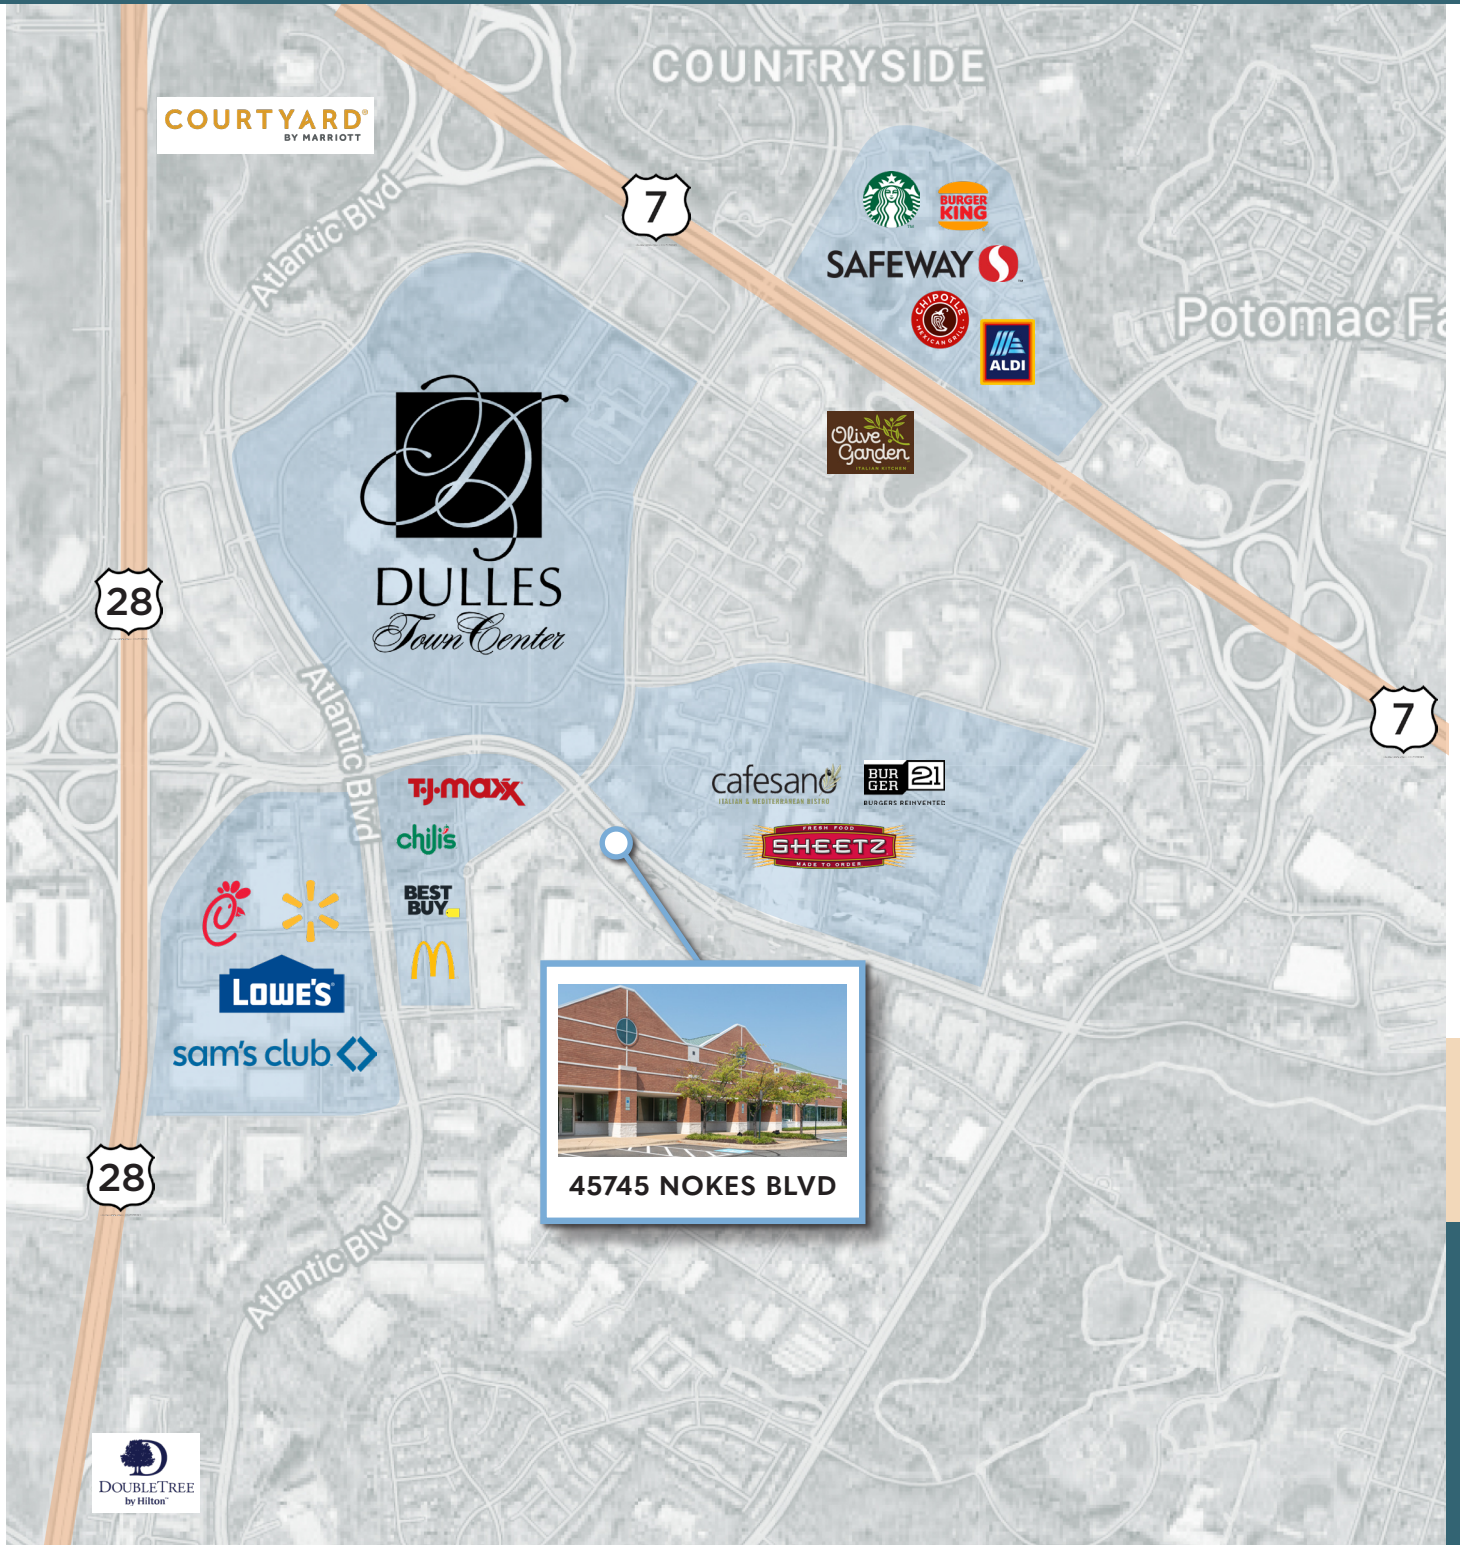 COUNTRYSIDE
COURTYARD®
BY MARRIOTT
7
Atlantic Blvd
BURGER
KING
SAFEWAY
Potomac Fa
CHIPOTLE
MEXICAN GRILL
ALDI
Olive
Garden
ITALIAN KITCHEN
DULLES
Town Center
28
Atlantic Blvd
7
T·J·maxx
cafesano
ITALIAN & MEDITERRANEAN BISTRO
BUR
GER
21
BURGERS REINVENTED
chili's
FRESH FOOD
SHEETZ
MADE TO ORDER
BEST
BUY
LOWE'S
sam's club
45745 NOKES BLVD
28
Atlantic Blvd
DOUBLETREE
by Hilton™